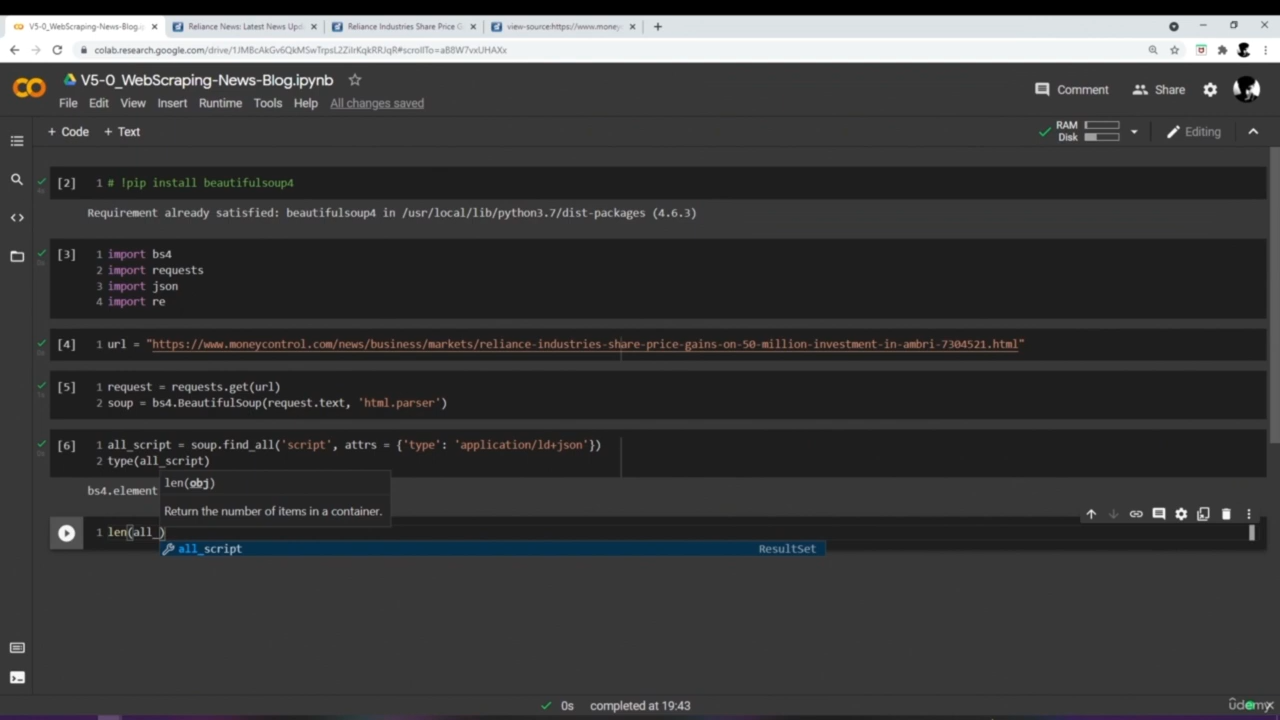 V5-0_WebScraping-News-Blog.i
Reliance News: Latest News Upd
Reliance Industries Share Price G
view-source:https://www.money
colab.research.google.com/drive/1JMBcAkGv6QkMSwTrpsL2ZiIrKqkRRJqR#scrollTo=aB8W7vxUHAXx
V5-0_WebScraping-News-Blog.ipynb
Comment
Share
File Edit View Insert Runtime Tools Help All changes saved
+ Code + Text
RAM
Disk
Editing
[2] 1 # !pip install beautifulsoup4
Requirement already satisfied: beautifulsoup4 in /usr/local/lib/python3.7/dist-packages (4.6.3)
[3] 1 import bs4
2 import requests
3 import json
4 import re
[4] 1 url = "https://www.moneycontrol.com/news/business/markets/reliance-industries-share-price-gains-on-50-million-investment-in-ambri-7304521.html"
[5] 1 request = requests.get(url)
2 soup = bs4.BeautifulSoup(request.text, 'html.parser')
[6] 1 all_script = soup.find_all('script', attrs = {'type': 'application/ld+json'})
2 type(all_script)
len(obj)
bs4.element
Return the number of items in a container.
1 len(all_)
all_script ResultSet
0s completed at 19:43
ûdemy